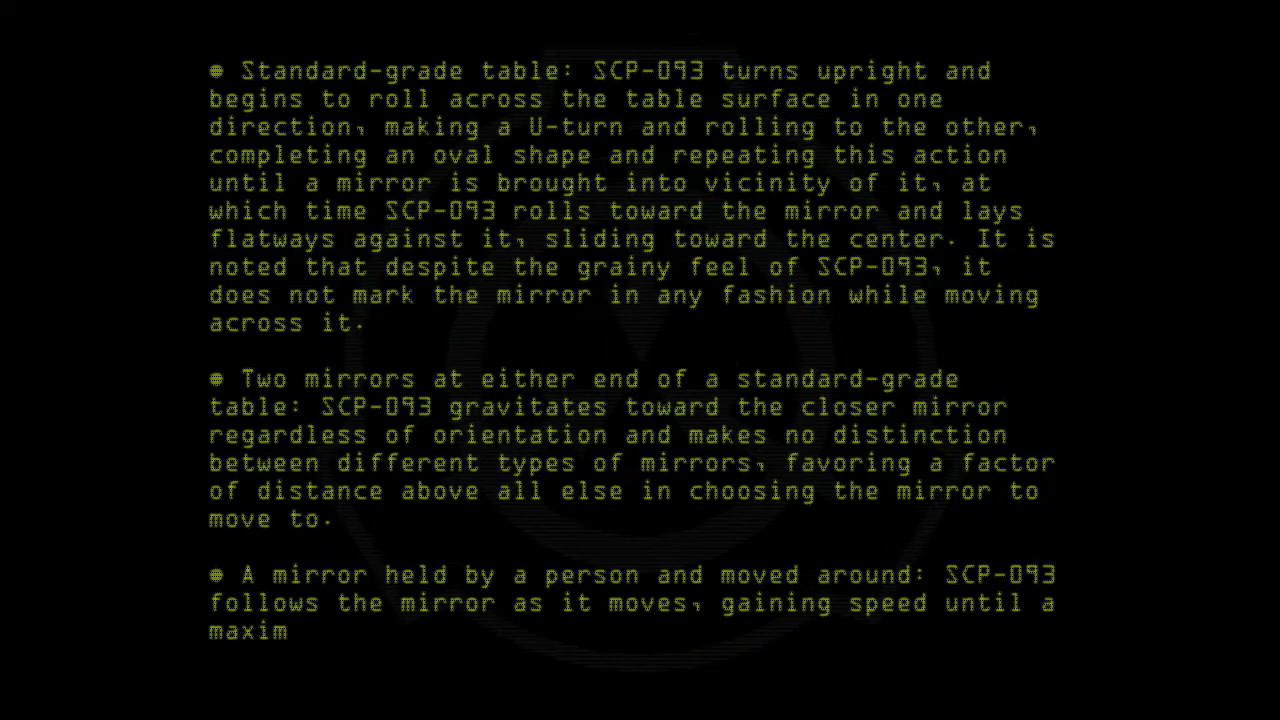 ● Standard-grade table: SCP-093 turns upright and
begins to roll across the table surface in one
direction, making a U-turn and rolling to the other,
completing an oval shape and repeating this action
until a mirror is brought into vicinity of it, at
which time SCP-093 rolls toward the mirror and lays
flatways against it, sliding toward the center. It is
noted that despite the grainy feel of SCP-093, it
does not mark the mirror in any fashion while moving
across it.
● Two mirrors at either end of a standard-grade
table: SCP-093 gravitates toward the closer mirror
regardless of orientation and makes no distinction
between different types of mirrors, favoring a factor
of distance above all else in choosing the mirror to
move to.
● A mirror held by a person and moved around: SCP-093
follows the mirror as it moves, gaining speed until a
maxim